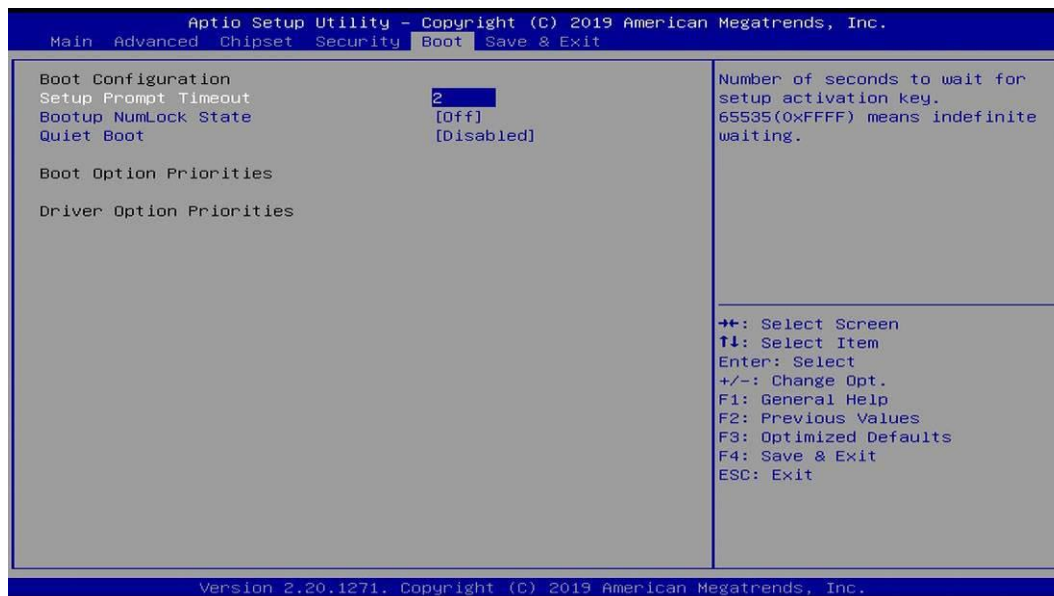 Aptio Setup Utility – Copyright (C) 2019 American Megatrends, Inc.
Main Advanced Chipset Security Boot Save & Exit
Boot Configuration
Setup Prompt Timeout 2
Bootup NumLock State [Off]
Quiet Boot [Disabled]
Boot Option Priorities
Driver Option Priorities
Number of seconds to wait for
setup activation key.
65535(0xFFFF) means indefinite
waiting.
→←: Select Screen
↑↓: Select Item
Enter: Select
+/-: Change Opt.
F1: General Help
F2: Previous Values
F3: Optimized Defaults
F4: Save & Exit
ESC: Exit
Version 2.20.1271. Copyright (C) 2019 American Megatrends, Inc.